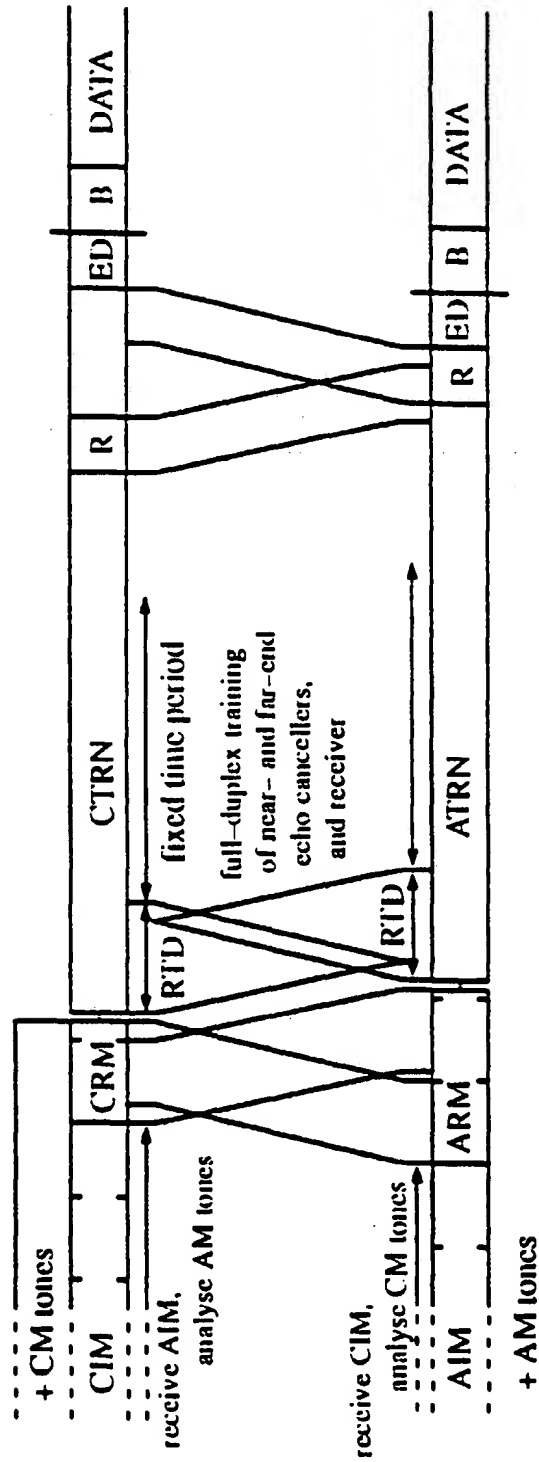 + CM tones
CIM
CRM
CTRN
R
ED
B
DATA
receive AIM,
analyse AM tones
RTD
fixed time period
full-duplex training
of near- and far-end
echo cancellers,
and receiver
receive CIM,
analyse CM tones
RTD
AIM
ARM
ATRN
R
ED
B
DATA
+ AM tones